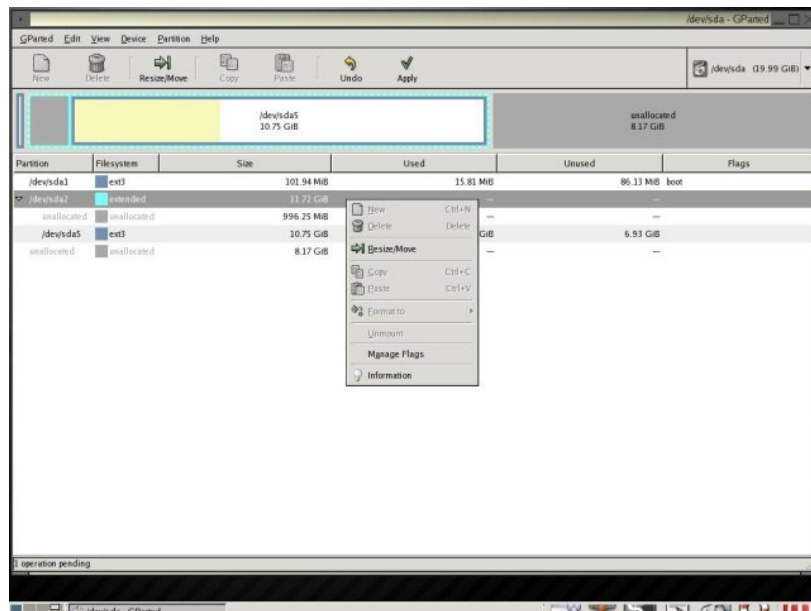 /dev/sda - GParted
GParted Edit View Device Partition Help
New Delete Resize/Move Copy Paste Undo Apply /dev/sda (19.99 GiB)
/dev/sda5
10.75 GiB
unallocated
8.17 GiB
Partition Filesystem Size Used Unused Flags
/dev/sda1 ext3 101.94 MiB 15.81 MiB 86.13 MiB boot
/dev/sda2 extended 11.72 GiB — —
unallocated unallocated 996.25 MiB — —
/dev/sda5 ext3 10.75 GiB GiB 6.93 GiB
unallocated unallocated 8.17 GiB — —
New Ctrl+N
Delete Delete
Resize/Move
Copy Ctrl+C
Paste Ctrl+V
Format to
Unmount
Manage Flags
Information
1 operation pending
/dev/sda - GParted